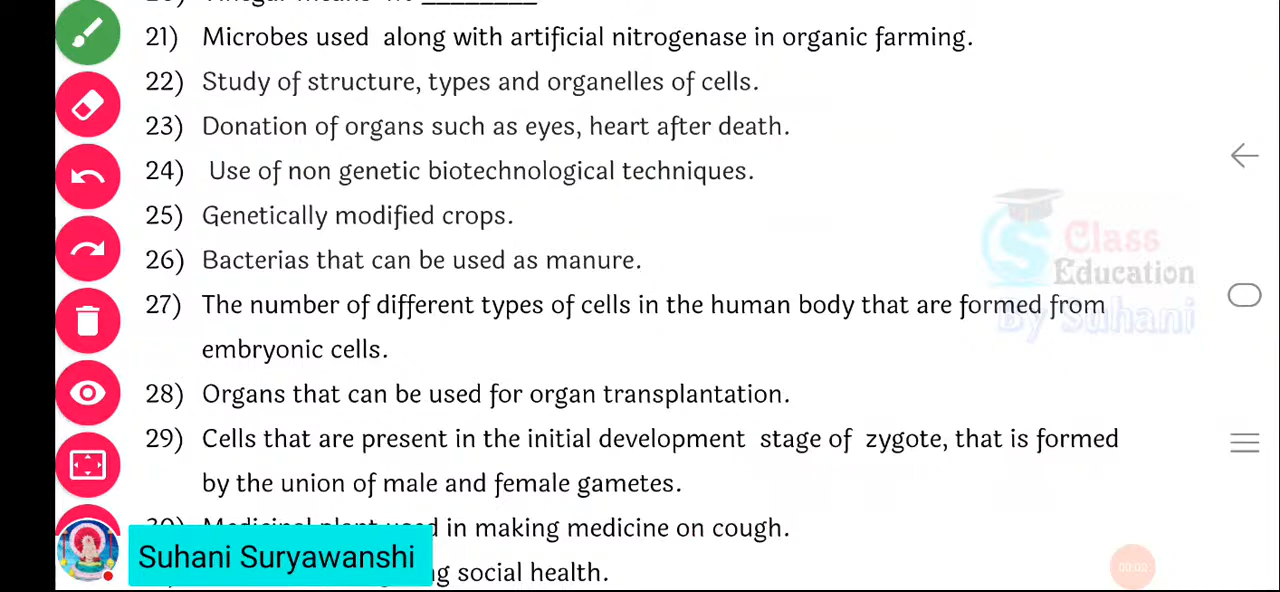 21) Microbes used along with artificial nitrogenase in organic farming.
22) Study of structure, types and organelles of cells.
23) Donation of organs such as eyes, heart after death.
24) Use of non genetic biotechnological techniques.
25) Genetically modified crops.
Class
26) Bacterias that can be used as manure.
Education
27) The number of different types of cells in the human body that are formed from
By Suhani
embryonic cells.
28) Organs that can be used for organ transplantation.
29) Cells that are present in the initial development stage of zygote, that is formed
by the union of male and female gametes.
30) Medicinal plant used in making medicine on cough.
Suhani Suryawanshi
social health.